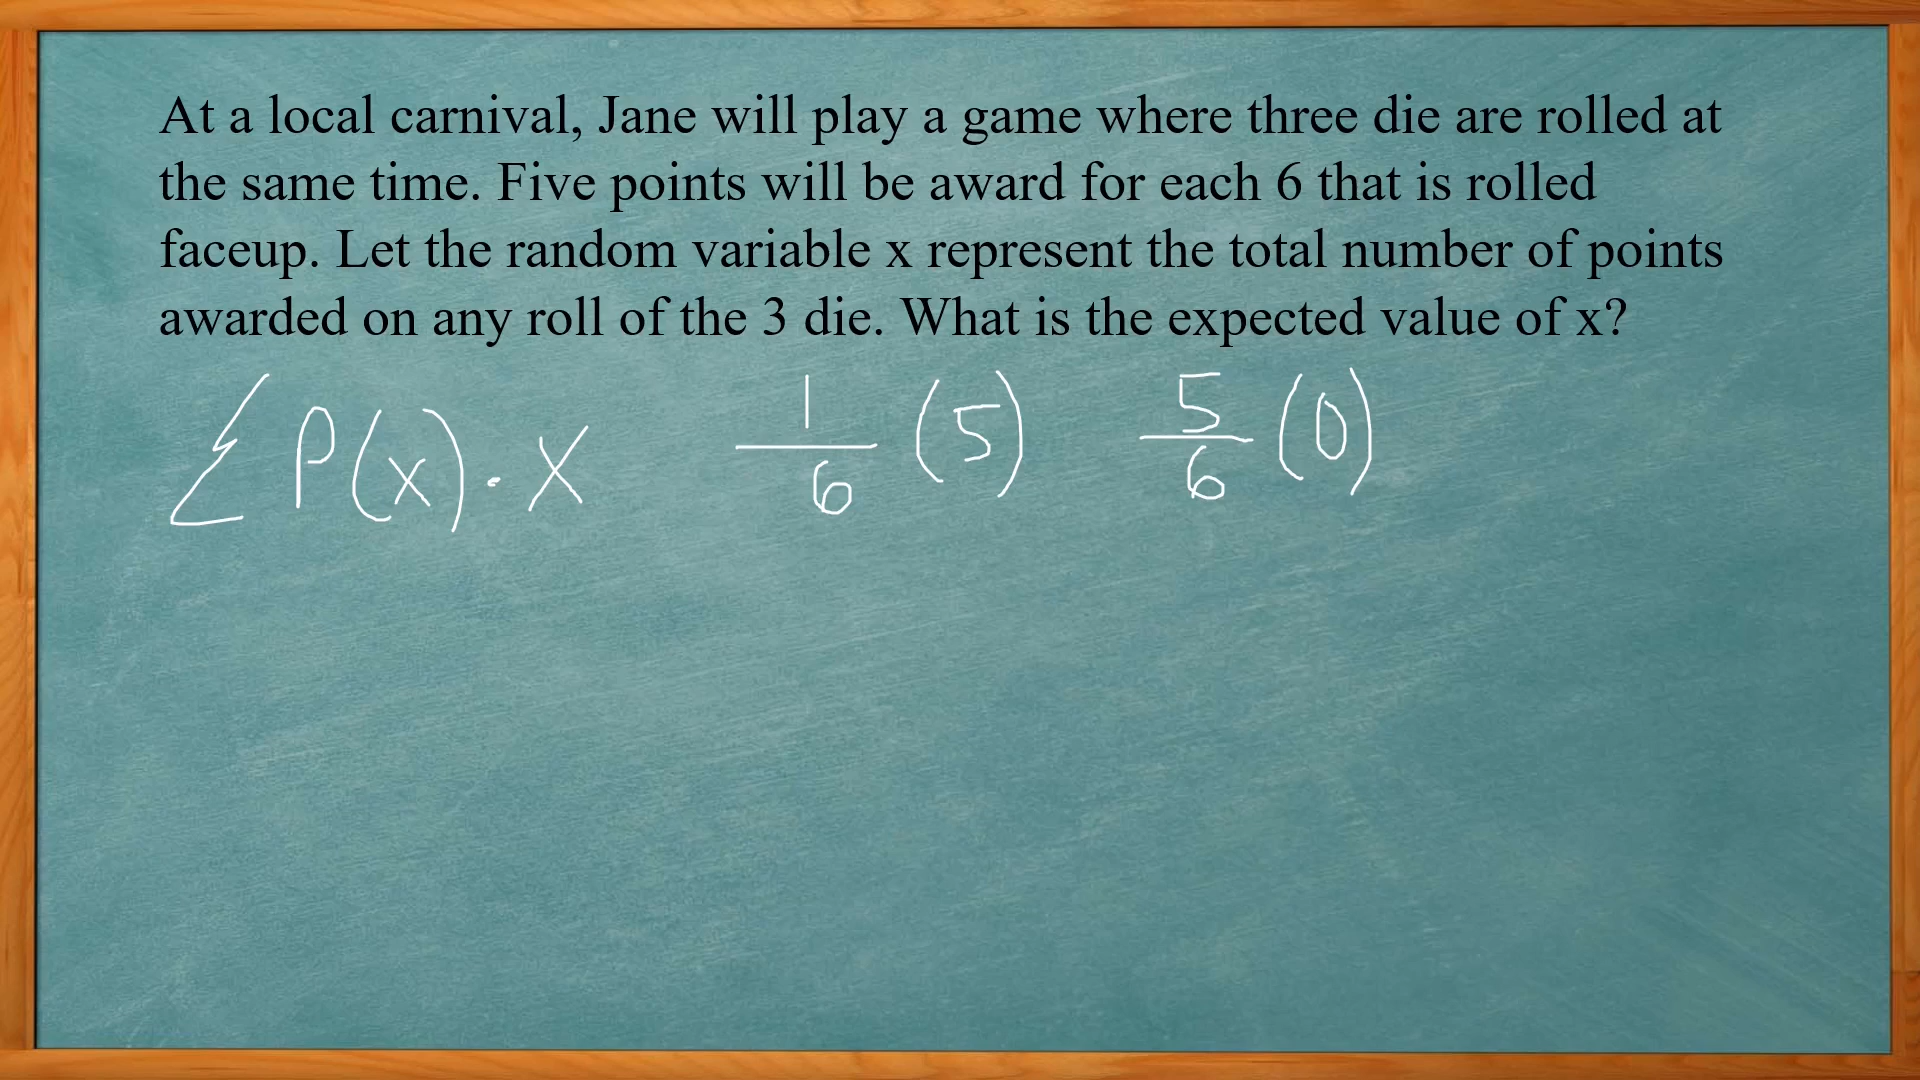 At a local carnival, Jane will play a game where three die are rolled at
the same time. Five points will be award for each 6 that is rolled
faceup. Let the random variable x represent the total number of points
awarded on any roll of the 3 die. What is the expected value of x?
Σ P(x) · x    1/6 (5)    5/6 (0)